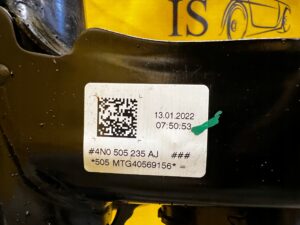 IS
13.01.2022
07:50:53
#4N0 505 235 AJ ###
*505 MTG40569156* =